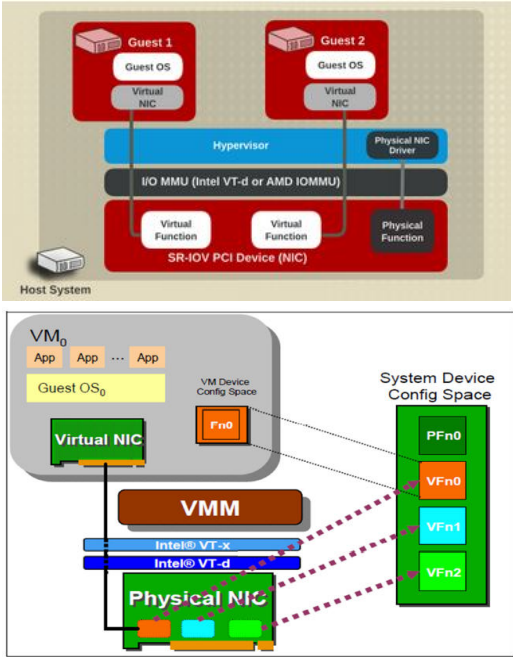 Guest 1
Guest OS
Virtual
NIC
Guest 2
Guest OS
Virtual
NIC
Hypervisor
Physical NIC
Driver
I/O MMU (Intel VT-d or AMD IOMMU)
Virtual
Function
Virtual
Function
Physical
Function
SR-IOV PCI Device (NIC)
Host System
VM0
App App ... App
Guest OS0
VM Device
Config Space
Fn0
Virtual NIC
System Device
Config Space
PFn0
VFn0
VFn1
VFn2
VMM
Intel® VT-x
Intel® VT-d
Physical NIC